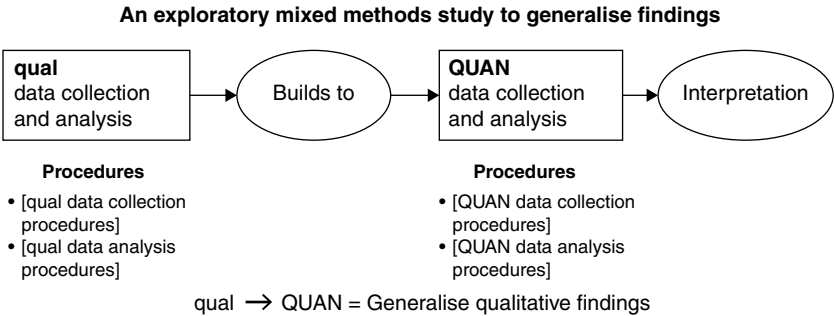 An exploratory mixed methods study to generalise findings
qual
data collection
and analysis
Builds to
QUAN
data collection
and analysis
Interpretation
Procedures
• [qual data collection
procedures]
• [qual data analysis
procedures]
Procedures
• [QUAN data collection
procedures]
• [QUAN data analysis
procedures]
qual → QUAN = Generalise qualitative findings